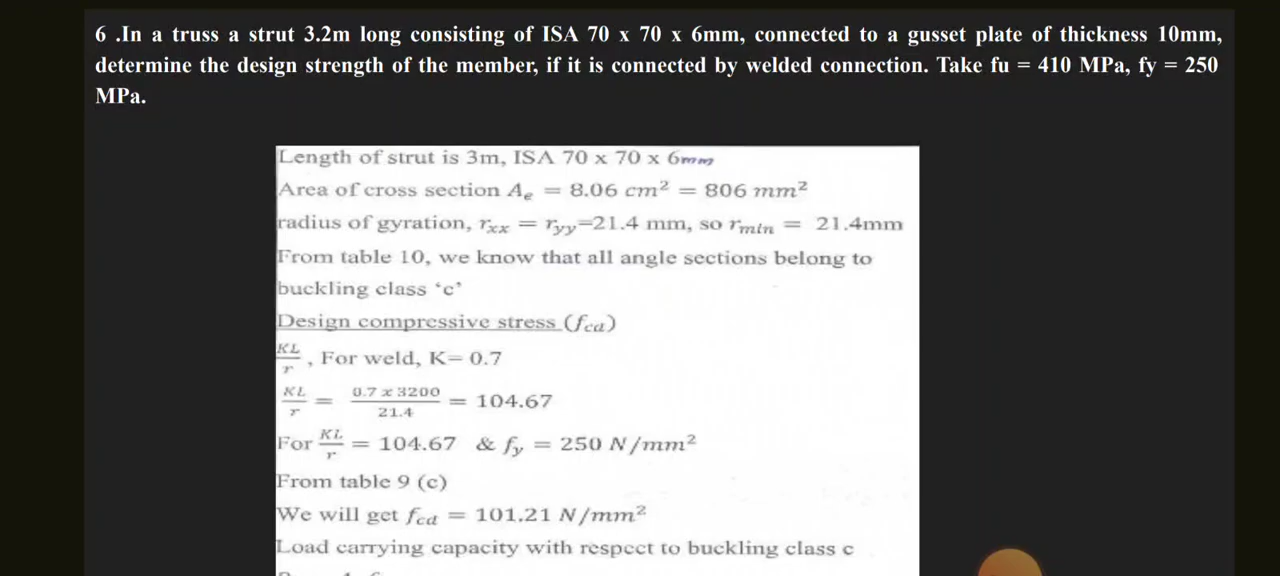 6 .In a truss a strut 3.2m long consisting of ISA 70 x 70 x 6mm, connected to a gusset plate of thickness 10mm,
determine the design strength of the member, if it is connected by welded connection. Take fu = 410 MPa, fy = 250
MPa.
Length of strut is 3m, ISA 70 x 70 x 6mm
Area of cross section Aₑ = 8.06 cm² = 806 mm²
radius of gyration, rₓₓ = r_yy=21.4 mm, so r_min = 21.4mm
From table 10, we know that all angle sections belong to
buckling class 'c'
Design compressive stress (f_cd)
KL/r , For weld, K= 0.7
KL/r = 0.7 x 3200/21.4 = 104.67
For KL/r = 104.67 & f_y = 250 N/mm²
From table 9 (c)
We will get f_cd = 101.21 N/mm²
Load carrying capacity with respect to buckling class c